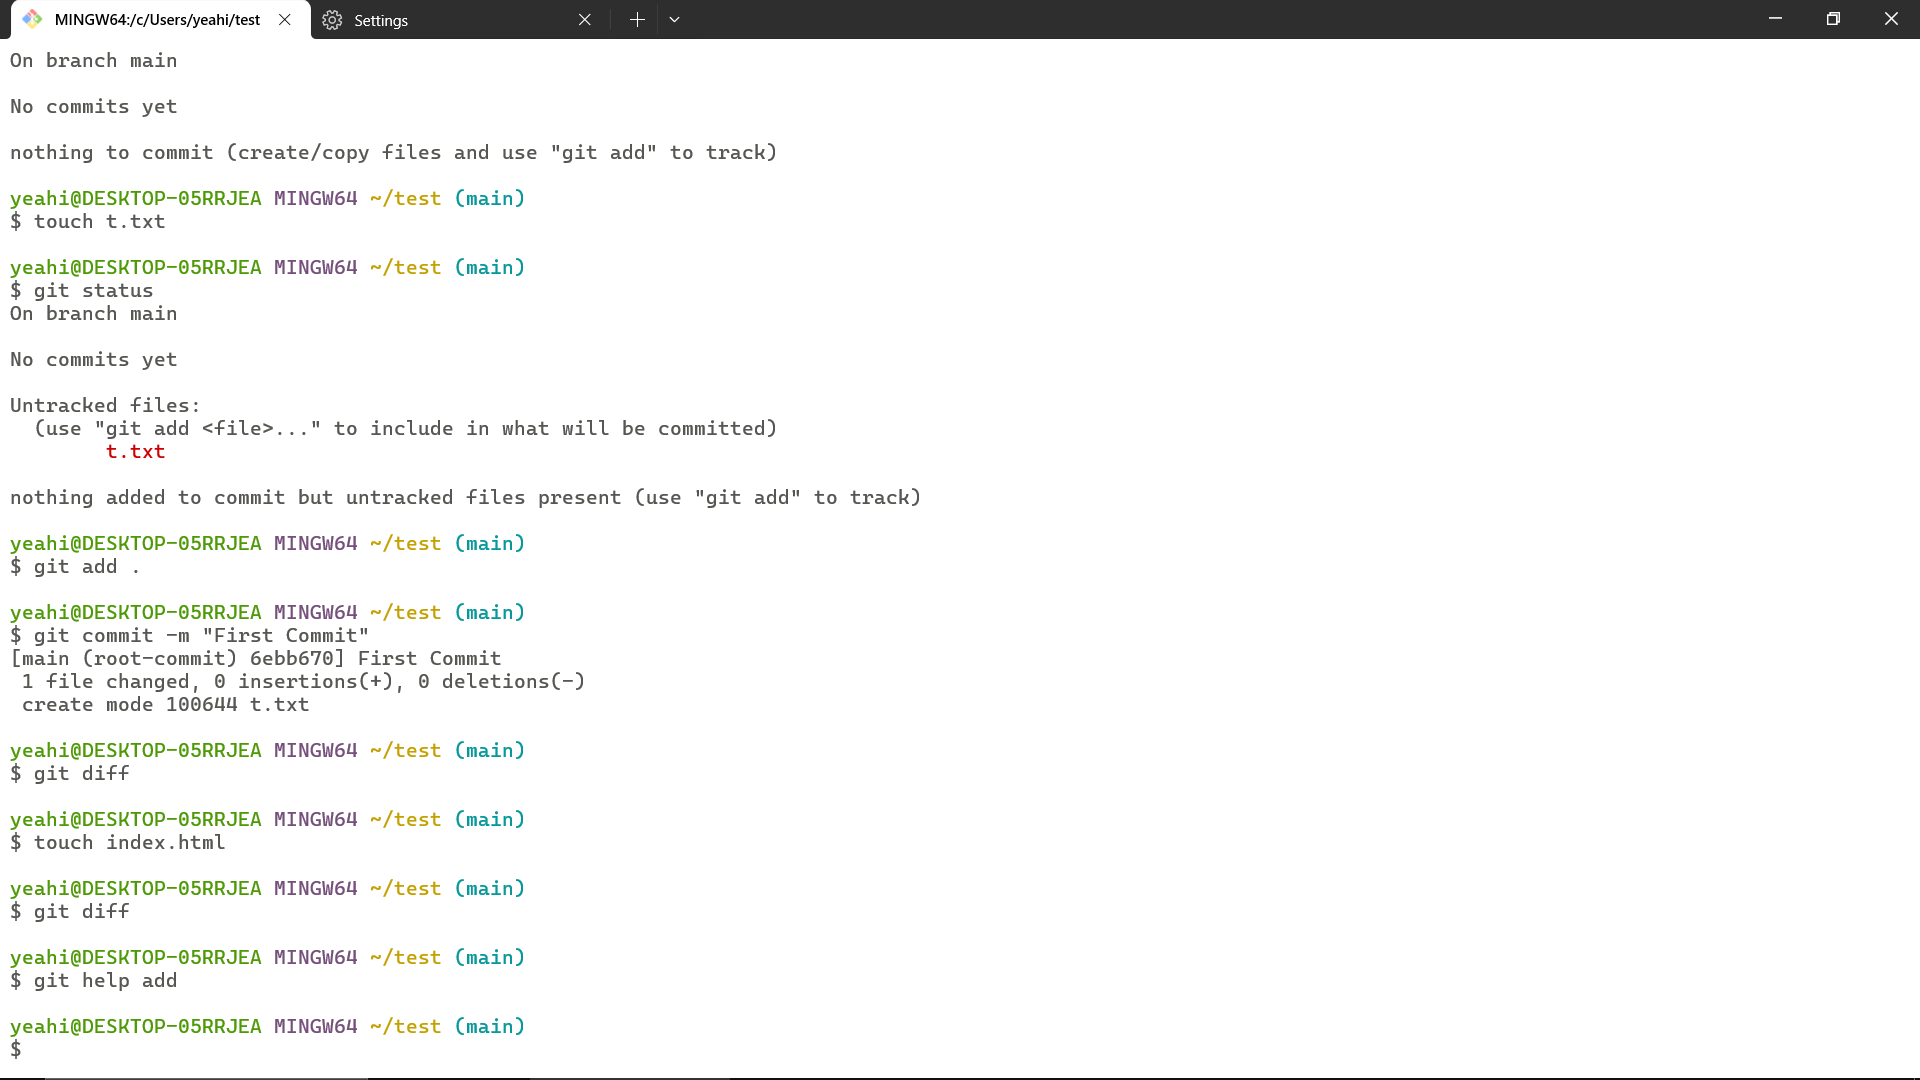 MINGW64:/c/Users/yeahi/test
Settings
On branch main
No commits yet
nothing to commit (create/copy files and use "git add" to track)
yeahi@DESKTOP-05RRJEA MINGW64 ~/test (main)
$ touch t.txt
yeahi@DESKTOP-05RRJEA MINGW64 ~/test (main)
$ git status
On branch main
No commits yet
Untracked files:
  (use "git add <file>..." to include in what will be committed)
        t.txt
nothing added to commit but untracked files present (use "git add" to track)
yeahi@DESKTOP-05RRJEA MINGW64 ~/test (main)
$ git add .
yeahi@DESKTOP-05RRJEA MINGW64 ~/test (main)
$ git commit -m "First Commit"
[main (root-commit) 6ebb670] First Commit
 1 file changed, 0 insertions(+), 0 deletions(-)
 create mode 100644 t.txt
yeahi@DESKTOP-05RRJEA MINGW64 ~/test (main)
$ git diff
yeahi@DESKTOP-05RRJEA MINGW64 ~/test (main)
$ touch index.html
yeahi@DESKTOP-05RRJEA MINGW64 ~/test (main)
$ git diff
yeahi@DESKTOP-05RRJEA MINGW64 ~/test (main)
$ git help add
yeahi@DESKTOP-05RRJEA MINGW64 ~/test (main)
$